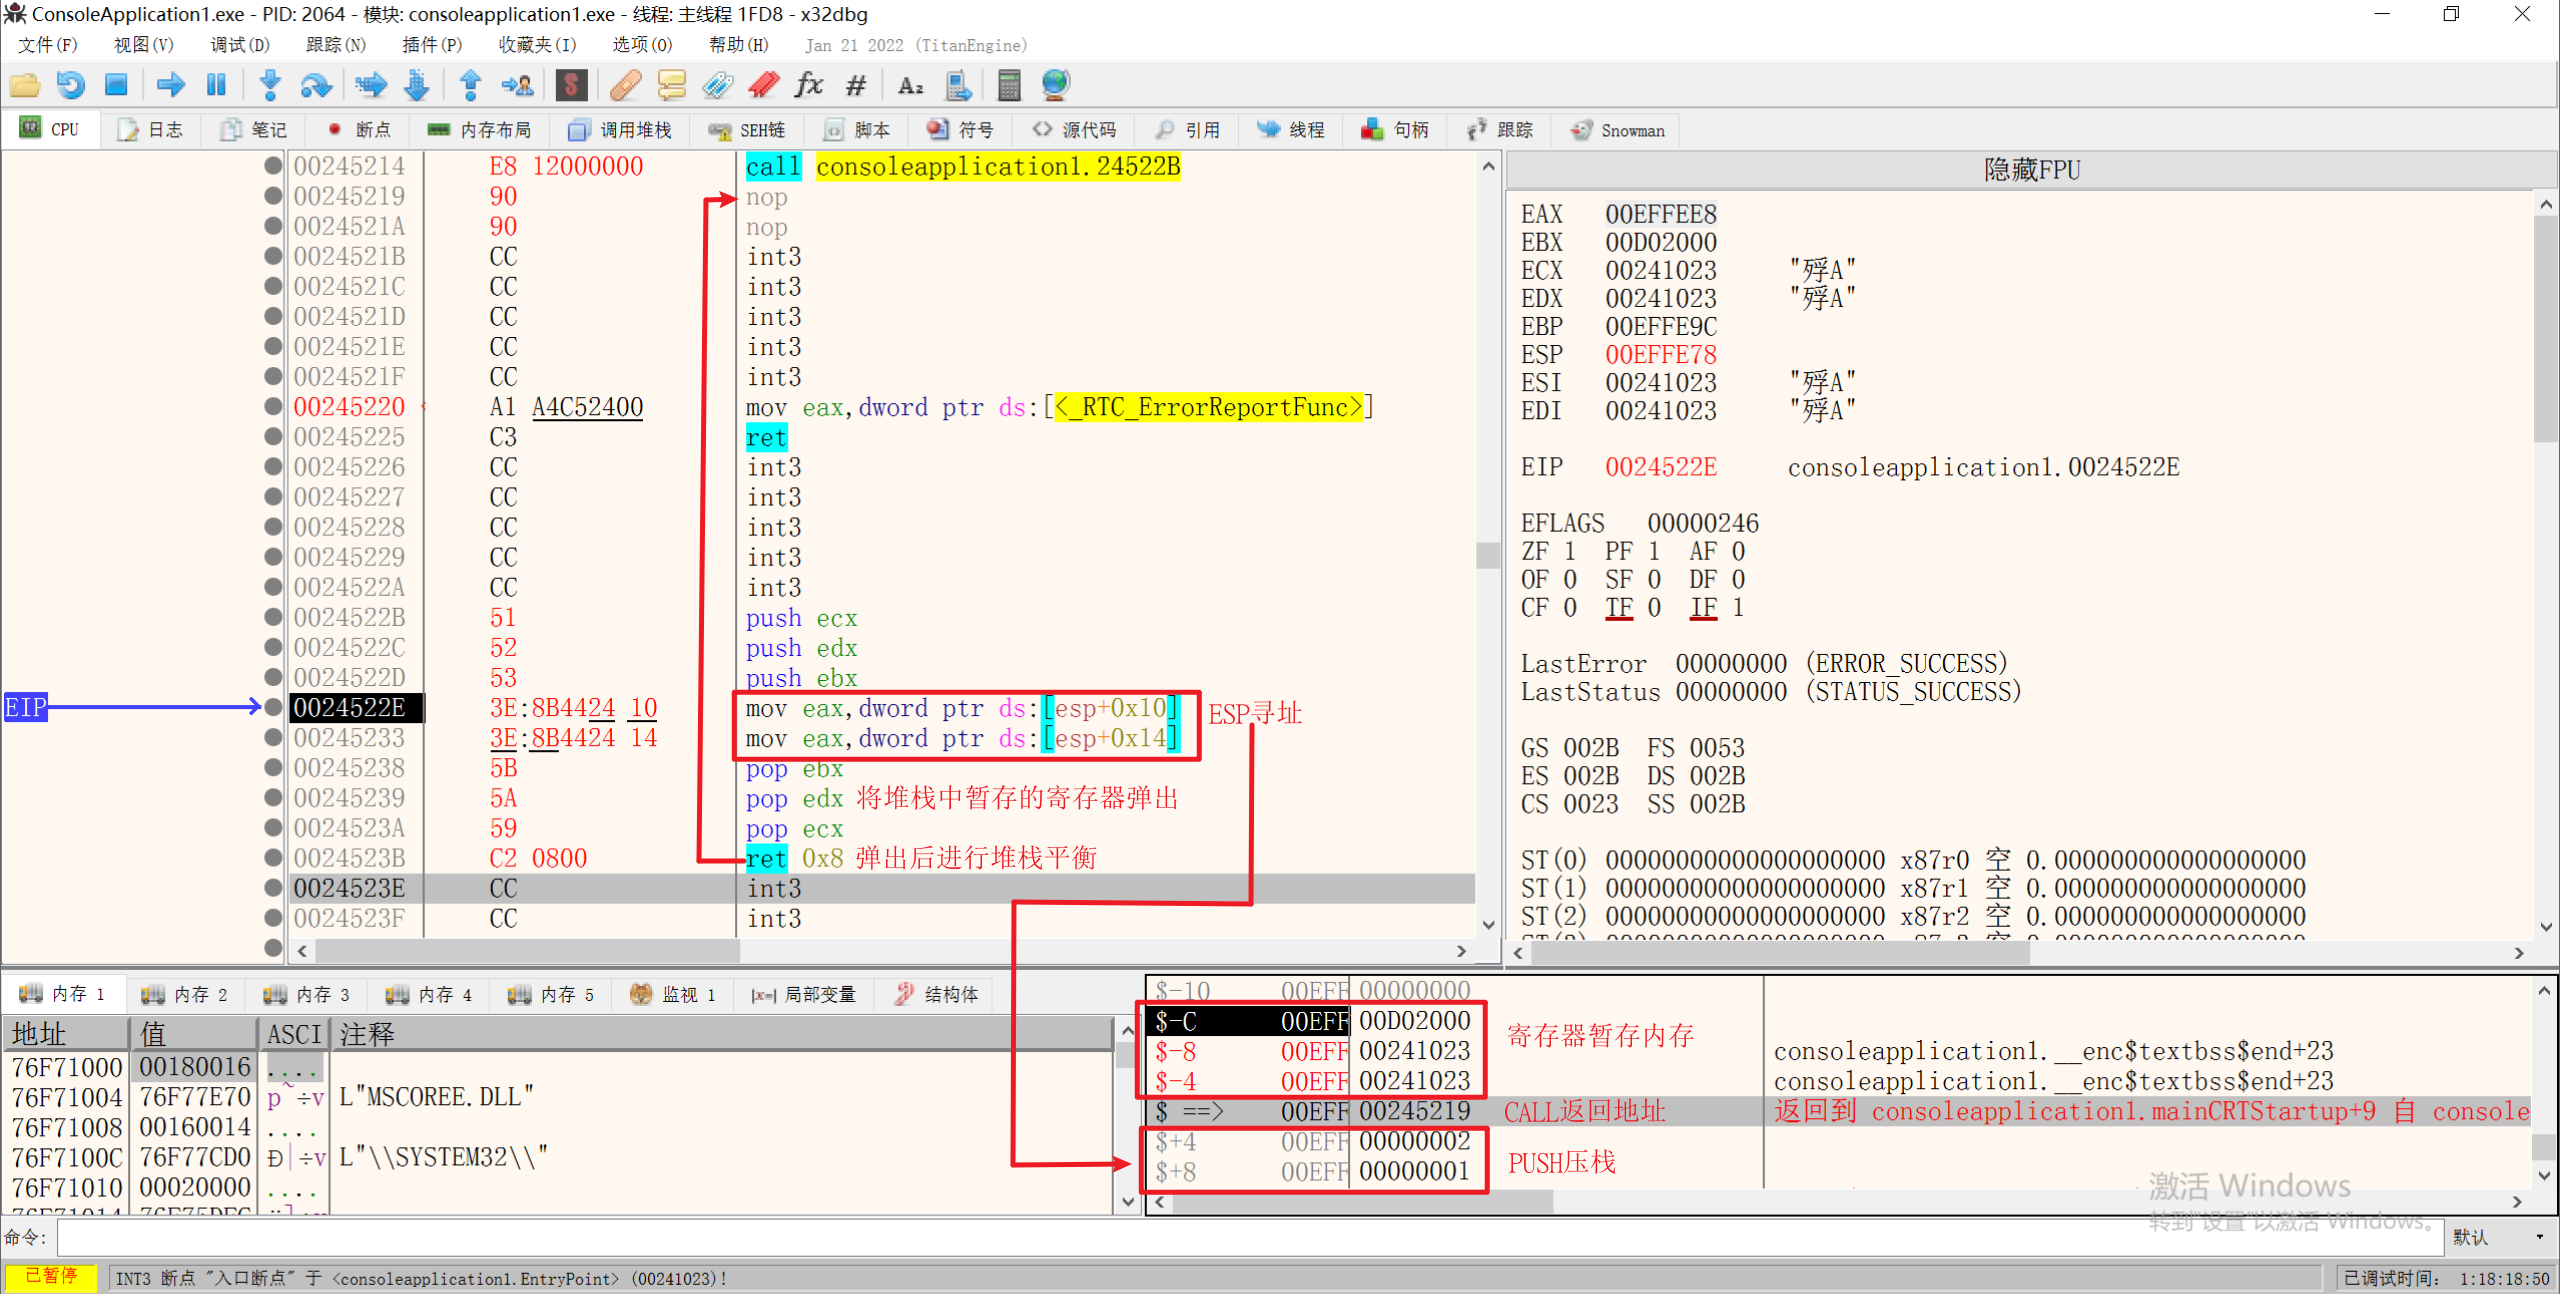 ConsoleApplication1.exe - PID: 2064 - 模块: consoleapplication1.exe - 线程: 主线程 1FD8 - x32dbg
文件(F) 视图(V) 调试(D) 跟踪(N) 插件(P) 收藏夹(I) 选项(O) 帮助(H) Jan 21 2022 (TitanEngine)
CPU 日志 笔记 断点 内存布局 调用堆栈 SEH链 脚本 符号 源代码 引用 线程 句柄 跟踪 Snowman
00245214 E8 12000000 call consoleapplication1.24522B
00245219 90 nop
0024521A 90 nop
0024521B CC int3
0024521C CC int3
0024521D CC int3
0024521E CC int3
0024521F CC int3
00245220 A1 A4C52400 mov eax,dword ptr ds:[<_RTC_ErrorReportFunc>]
00245225 C3 ret
00245226 CC int3
00245227 CC int3
00245228 CC int3
00245229 CC int3
0024522A CC int3
0024522B 51 push ecx
0024522C 52 push edx
0024522D 53 push ebx
EIP 0024522E 3E:8B4424 10 mov eax,dword ptr ds:[esp+0x10] ESP寻址
00245233 3E:8B4424 14 mov eax,dword ptr ds:[esp+0x14]
00245238 5B pop ebx
00245239 5A pop edx 将堆栈中暂存的寄存器弹出
0024523A 59 pop ecx
0024523B C2 0800 ret 0x8 弹出后进行堆栈平衡
0024523E CC int3
0024523F CC int3
隐藏FPU
EAX 00EFFEE8
EBX 00D02000
ECX 00241023 "殍A"
EDX 00241023 "殍A"
EBP 00EFFE9C
ESP 00EFFE78
ESI 00241023 "殍A"
EDI 00241023 "殍A"
EIP 0024522E consoleapplication1.0024522E
EFLAGS 00000246
ZF 1 PF 1 AF 0
OF 0 SF 0 DF 0
CF 0 TF 0 IF 1
LastError 00000000 (ERROR_SUCCESS)
LastStatus 00000000 (STATUS_SUCCESS)
GS 002B FS 0053
ES 002B DS 002B
CS 0023 SS 002B
ST(0) 00000000000000000000 x87r0 空 0.000000000000000000
ST(1) 00000000000000000000 x87r1 空 0.000000000000000000
ST(2) 00000000000000000000 x87r2 空 0.000000000000000000
内存 1 内存 2 内存 3 内存 4 内存 5 监视 1 局部变量 结构体
地址 值 ASCI 注释
76F71000 00180016 ....
76F71004 76F77E70 p~÷v L"MSCOREE.DLL"
76F71008 00160014 ....
76F7100C 76F77CD0 Ð|÷v L"\\SYSTEM32\\"
76F71010 00020000 ....
$-10 00EFF 00000000
$-C 00EFF 00D02000 寄存器暂存内存
$-8 00EFF 00241023 consoleapplication1.__enc$textbss$end+23
$-4 00EFF 00241023 consoleapplication1.__enc$textbss$end+23
$ ==> 00EFF 00245219 CALL返回地址 返回到 consoleapplication1.mainCRTStartup+9 自 console
$+4 00EFF 00000002
$+8 00EFF 00000001 PUSH压栈
激活 Windows
转到"设置"以激活 Windows。
命令: 默认
已暂停 INT3 断点 "入口断点" 于 <consoleapplication1.EntryPoint> (00241023)! 已调试时间: 1:18:18:50